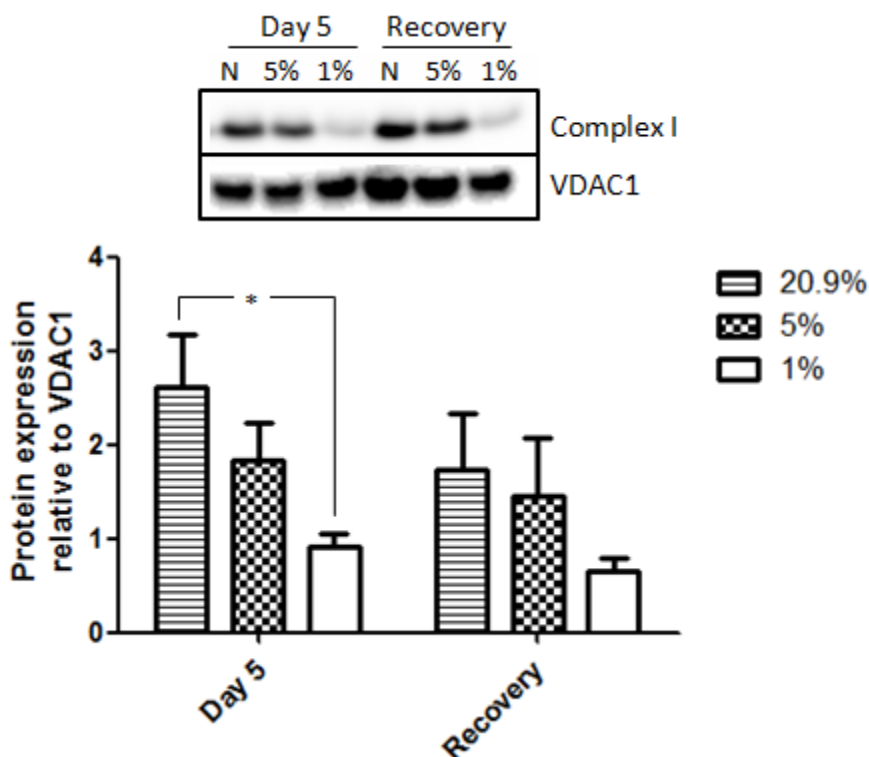 Day 5 Recovery
N 5% 1% N 5% 1%
Complex I
VDAC1
4
3
2
1
0
Protein expression
relative to VDAC1
*
20.9%
5%
1%
Day 5
Recovery